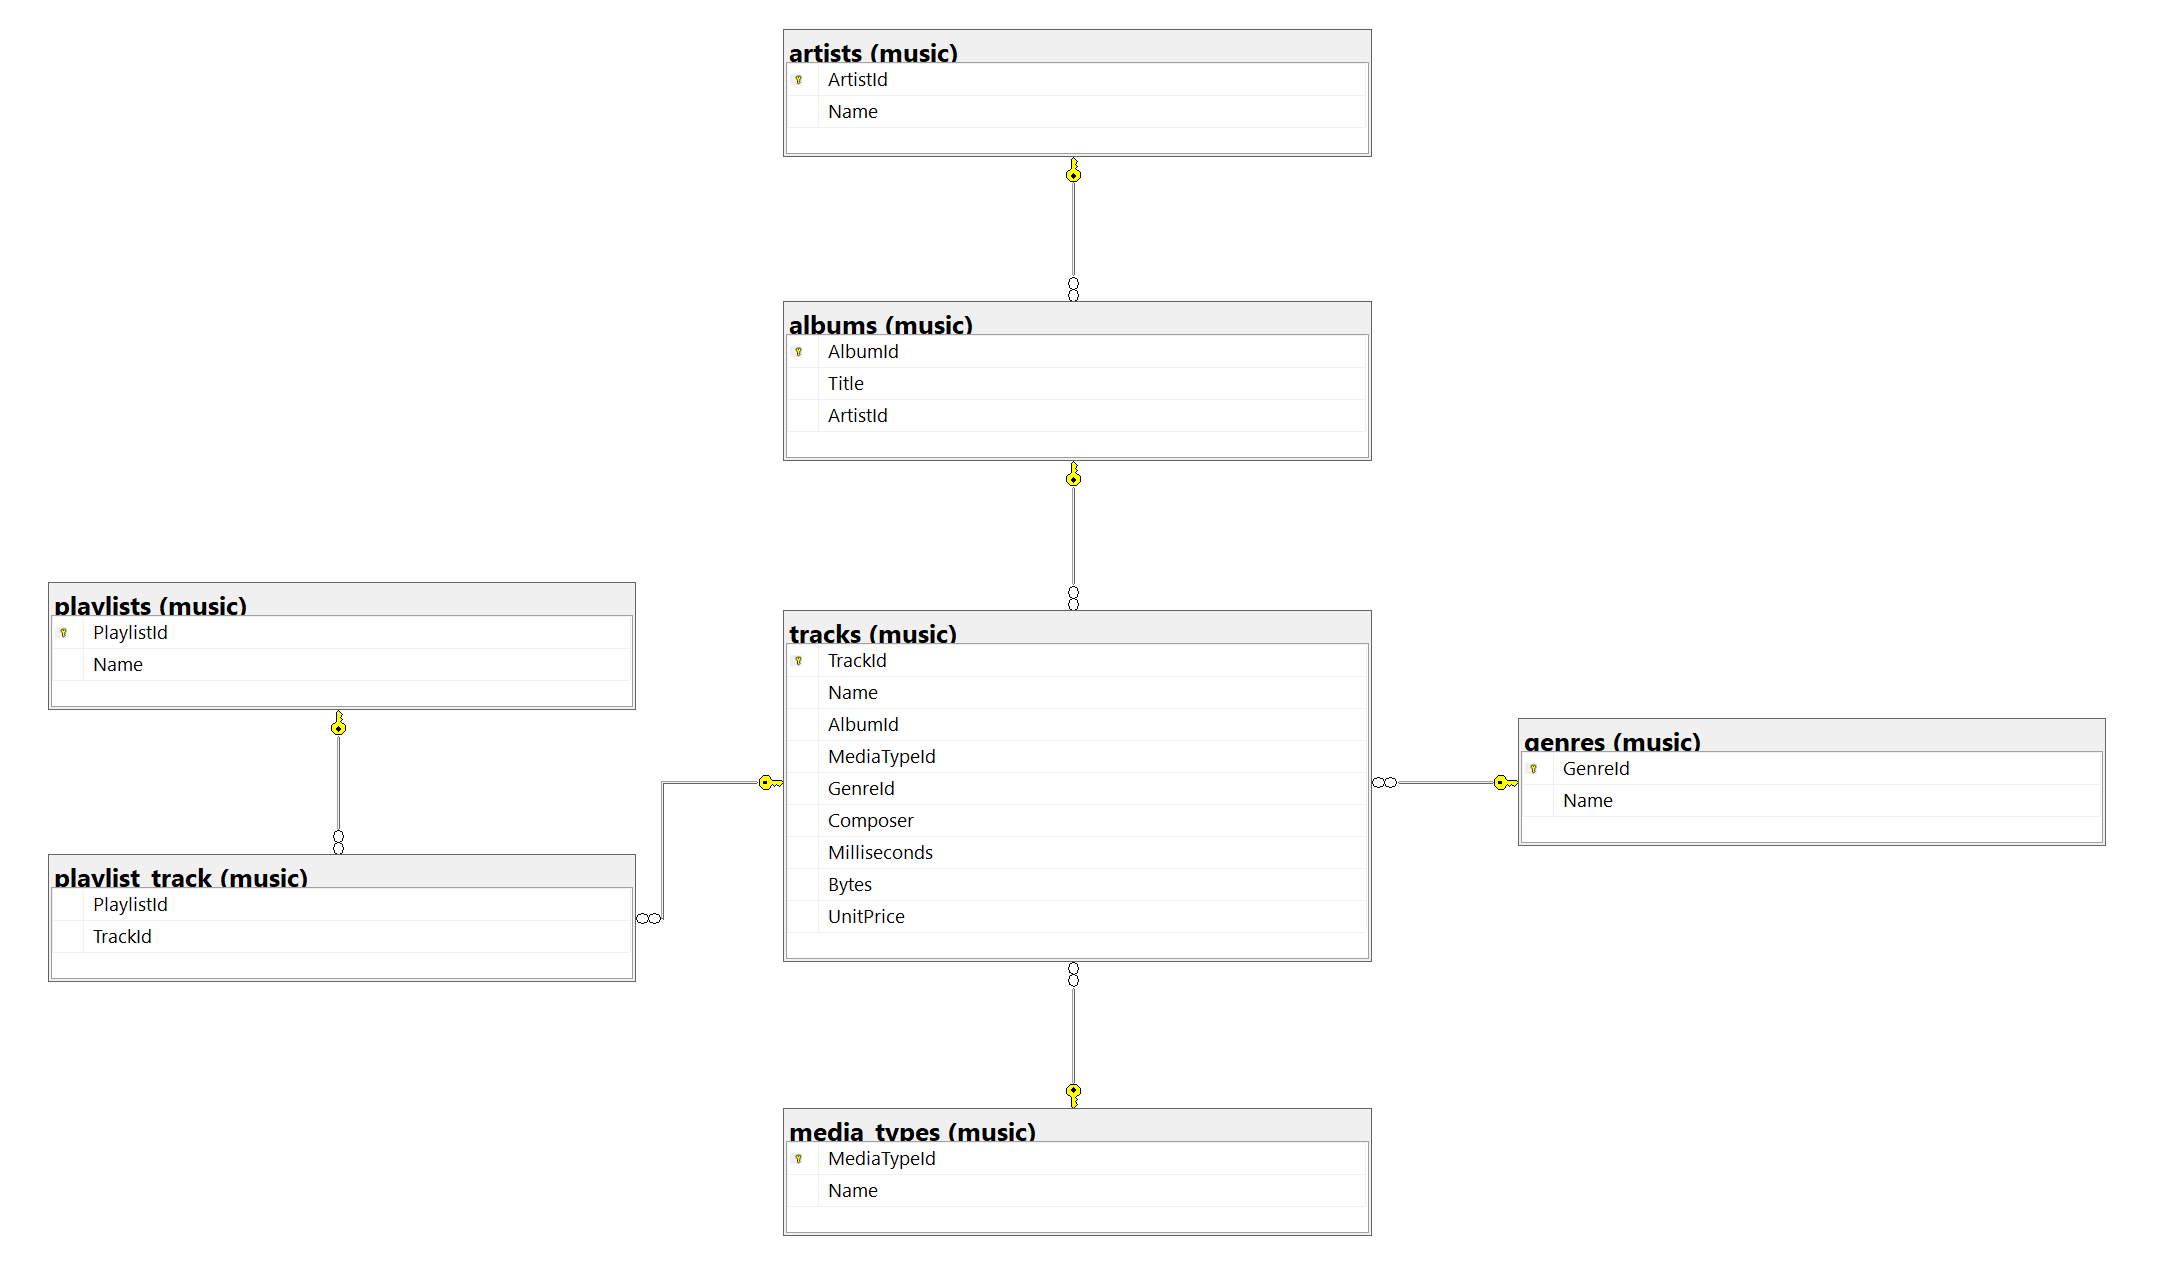 artists (music)
ArtistId
Name
albums (music)
AlbumId
Title
ArtistId
playlists (music)
PlaylistId
Name
playlist_track (music)
PlaylistId
TrackId
tracks (music)
TrackId
Name
AlbumId
MediaTypeId
GenreId
Composer
Milliseconds
Bytes
UnitPrice
genres (music)
GenreId
Name
media_types (music)
MediaTypeId
Name